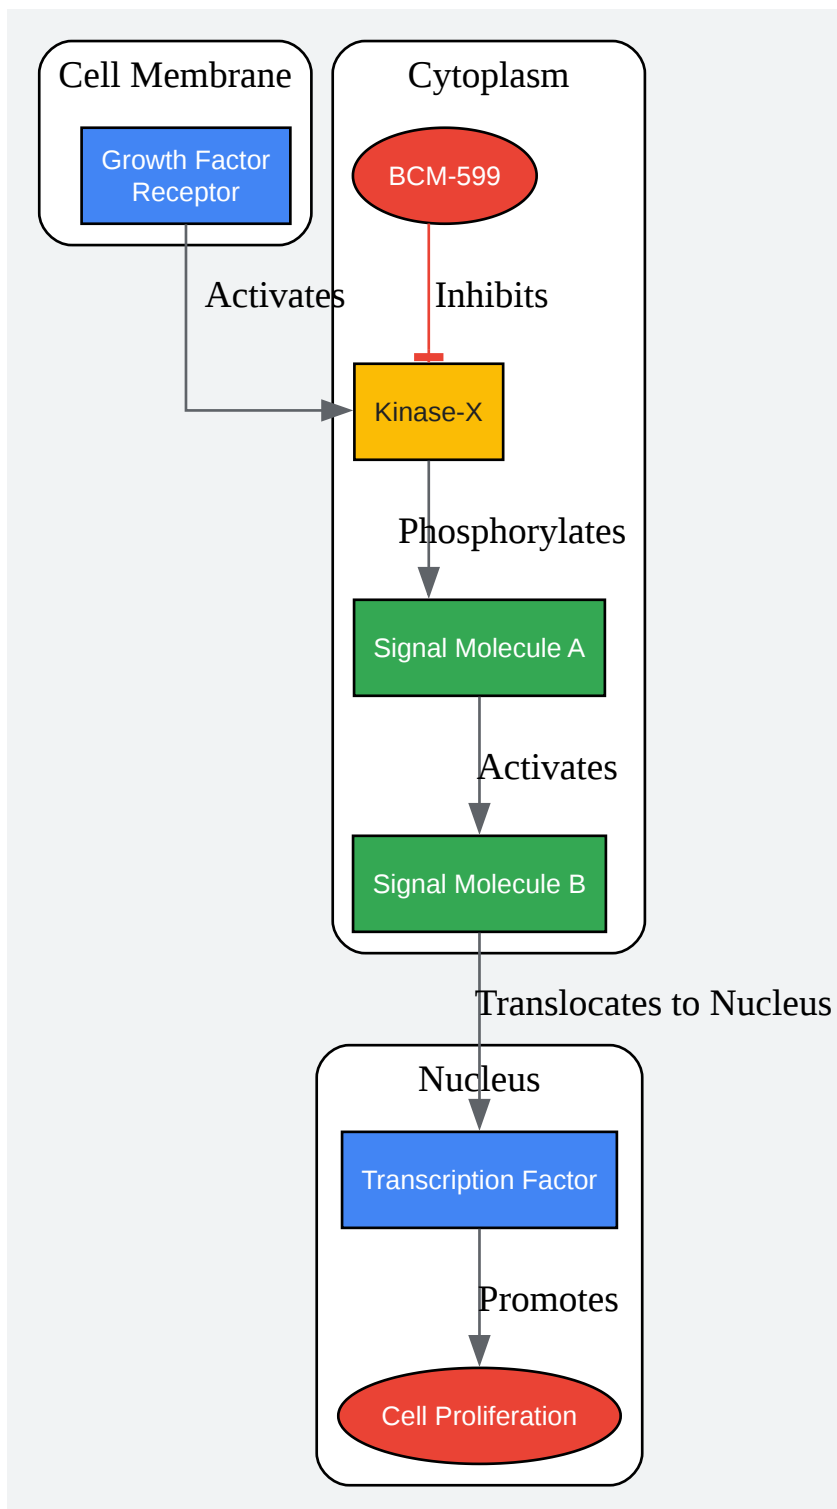 Cell Membrane
Growth Factor
Receptor
Activates
Cytoplasm
BCM-599
Inhibits
Kinase-X
Phosphorylates
Signal Molecule A
Activates
Signal Molecule B
Translocates to Nucleus
Nucleus
Transcription Factor
Promotes
Cell Proliferation